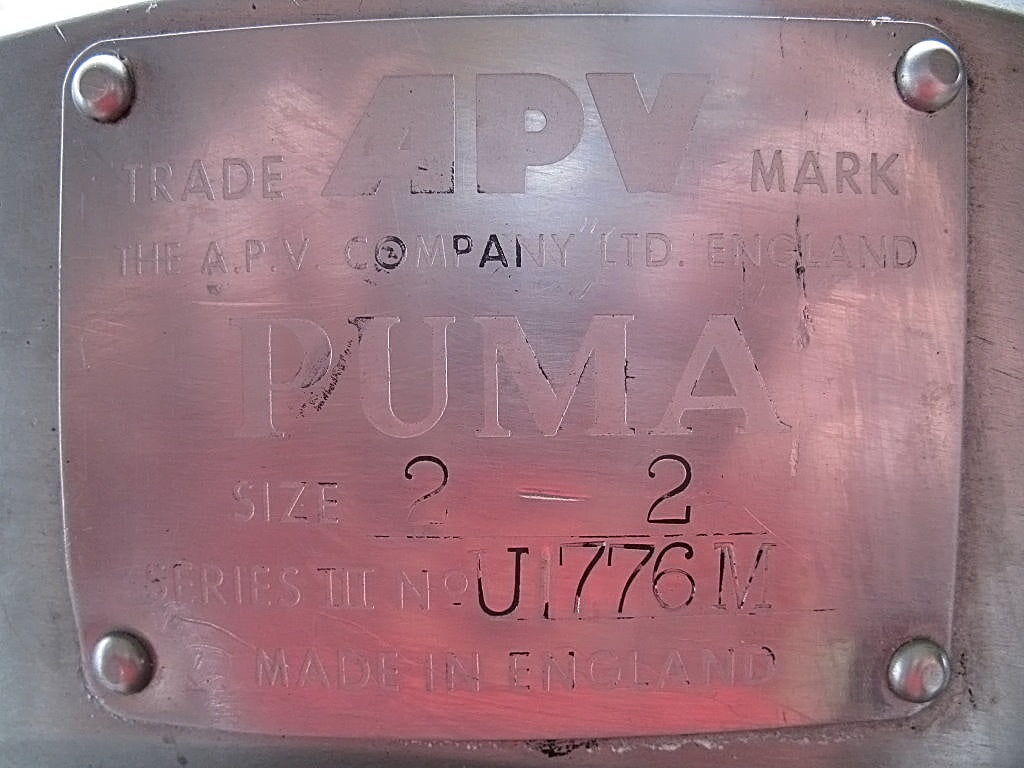 TRADE APV MARK
THE A.P.V. COMPANY LTD. ENGLAND
PUMA
SIZE 2 - 2
SERIES III Nº U1776M
MADE IN ENGLAND